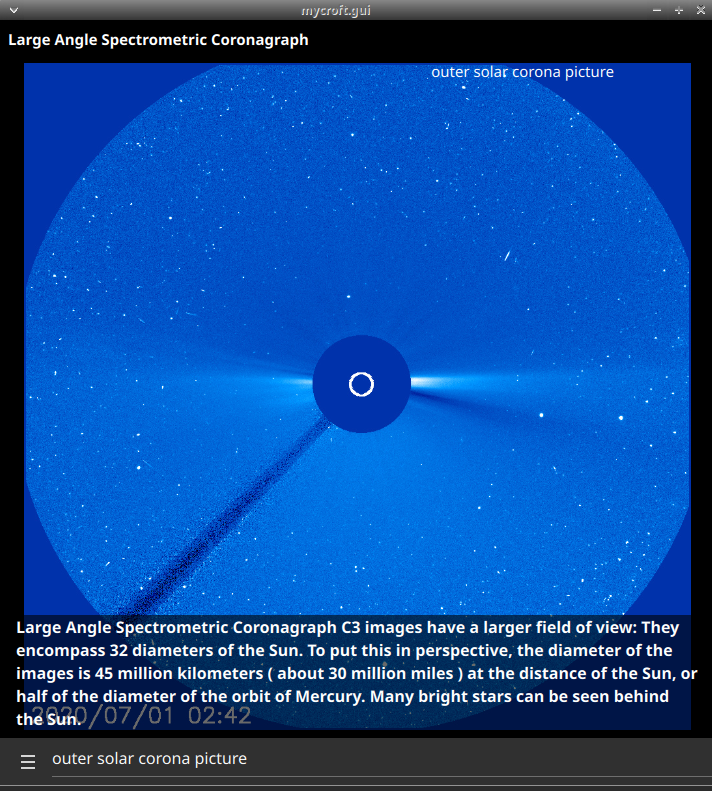 mycroft.gui
Large Angle Spectrometric Coronagraph
outer solar corona picture
Large Angle Spectrometric Coronagraph C3 images have a larger field of view: They
encompass 32 diameters of the Sun. To put this in perspective, the diameter of the
images is 45 million kilometers ( about 30 million miles ) at the distance of the Sun, or
half of the diameter of the orbit of Mercury. Many bright stars can be seen behind
the Sun.
2020/07/01 02:42
outer solar corona picture